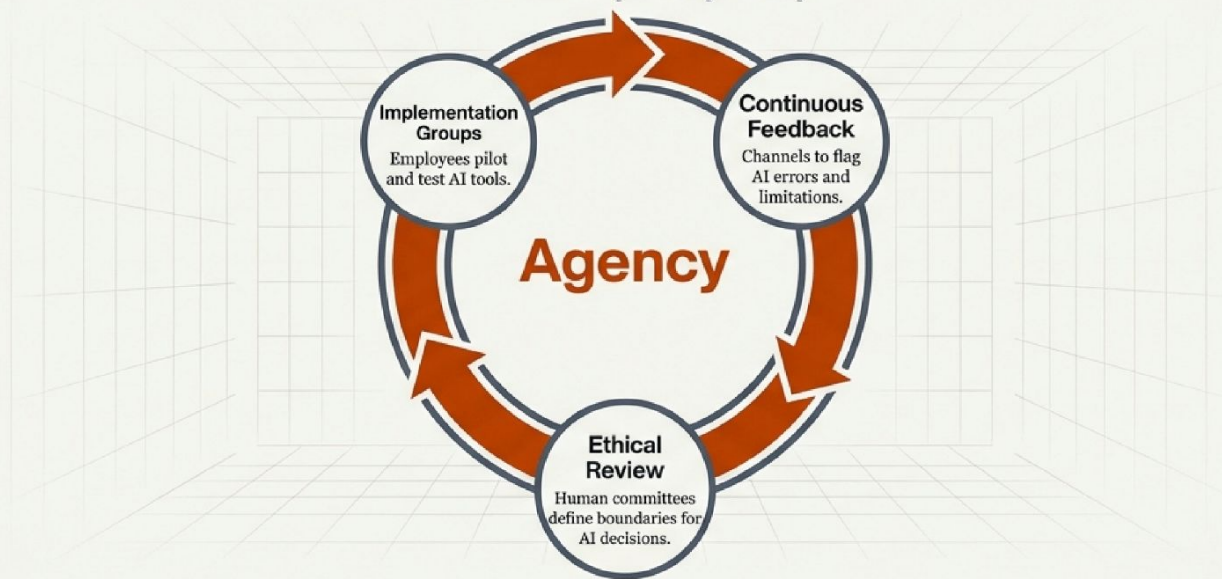 Implementation
Groups
Employees pilot
and test AI tools.
Continuous
Feedback
Channels to flag
AI errors and
limitations.
Agency
Ethical
Review
Human committees
define boundaries for
AI decisions.